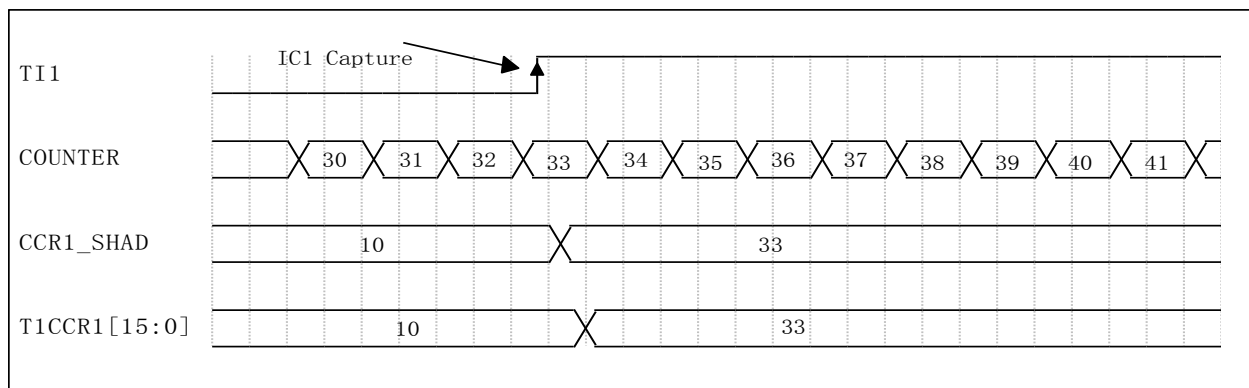 IC1 Capture
TI1
COUNTER 30 31 32 33 34 35 36 37 38 39 40 41
CCR1_SHAD 10 33
T1CCR1[15:0] 10 33